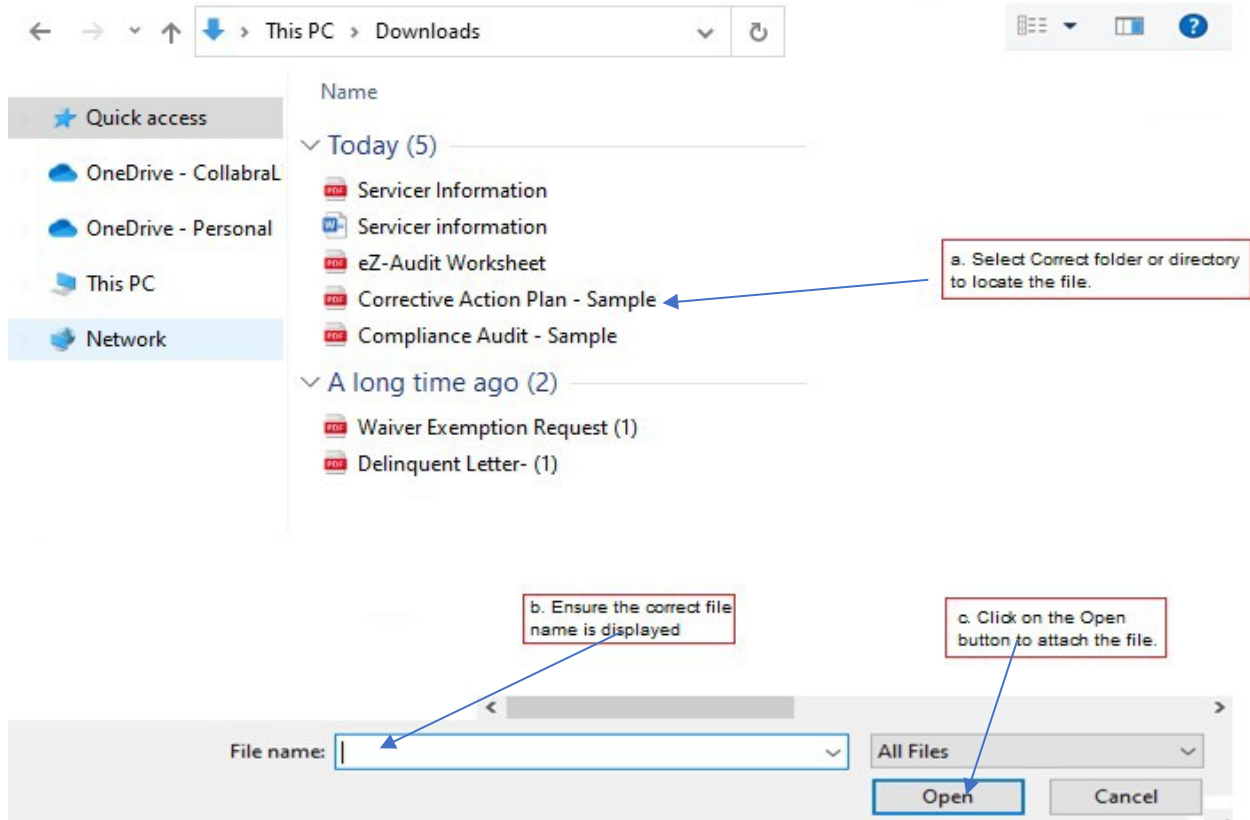 This PC > Downloads
Name
Quick access
Today (5)
OneDrive - CollabraL
Servicer Information
Servicer information
OneDrive - Personal
eZ-Audit Worksheet
a. Select Correct folder or directory
to locate the file.
This PC
Corrective Action Plan - Sample
Network
Compliance Audit - Sample
A long time ago (2)
Waiver Exemption Request (1)
Delinquent Letter- (1)
b. Ensure the correct file
name is displayed
c. Click on the Open
button to attach the file.
File name:
All Files
Open
Cancel